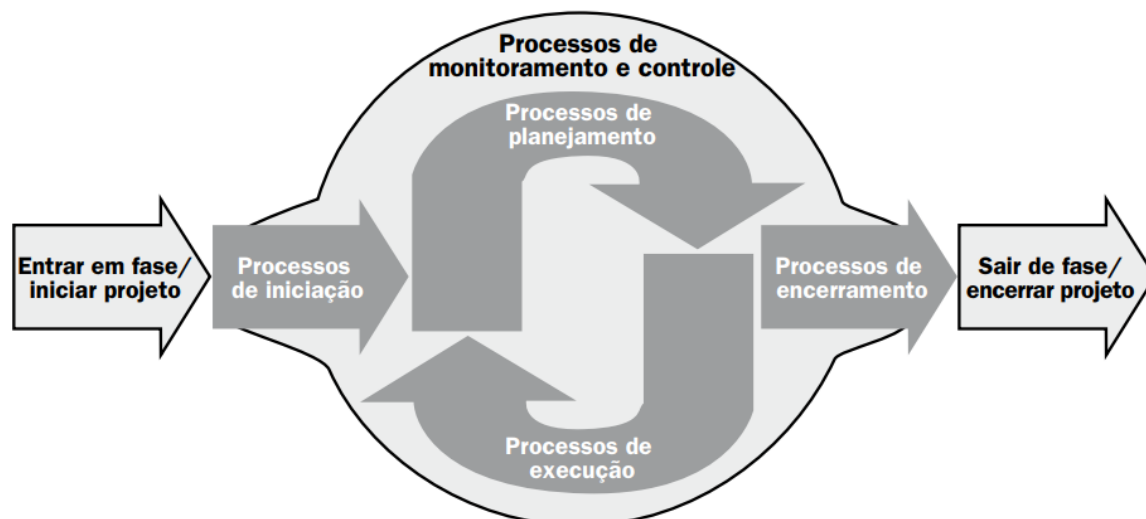 Processos de
monitoramento e controle
Processos de
planejamento
Entrar em fase/
iniciar projeto
Processos
de iniciação
Processos de
encerramento
Sair de fase/
encerrar projeto
Processos de
execução